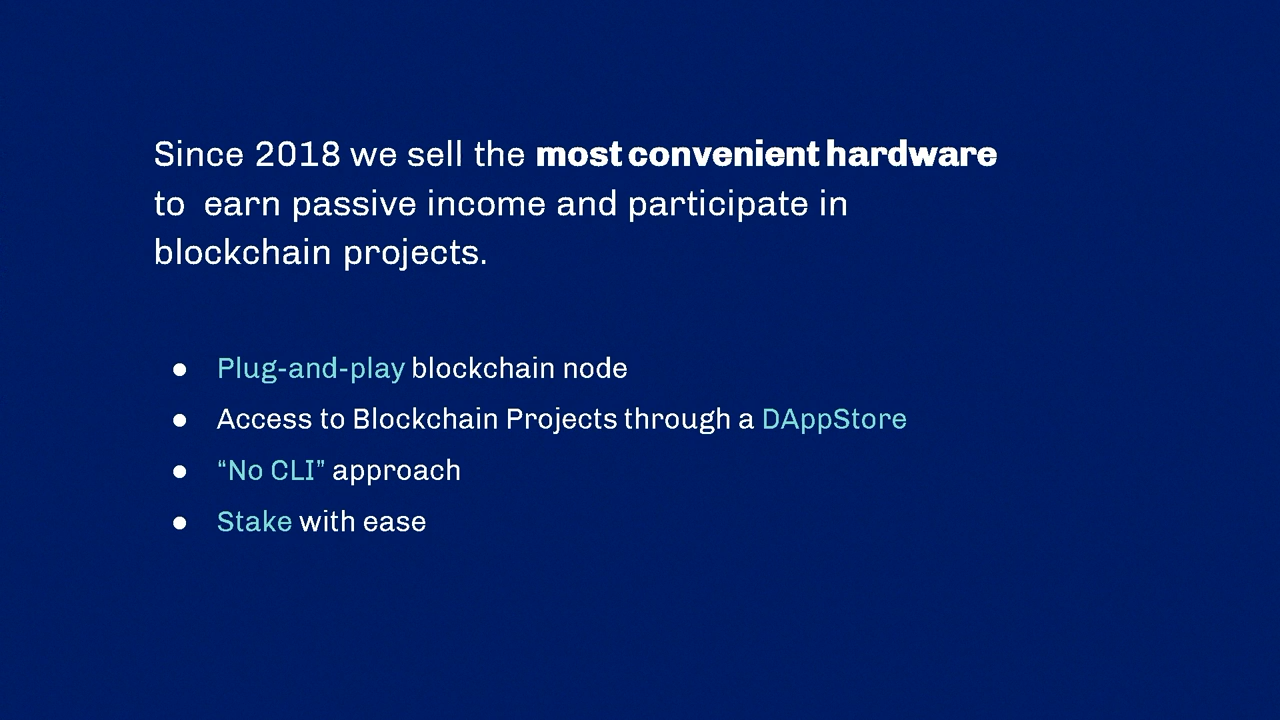 Since 2018 we sell the most convenient hardware
to  earn passive income and participate in
blockchain projects.
● Plug-and-play blockchain node
● Access to Blockchain Projects through a DAppStore
● “No CLI” approach
● Stake with ease